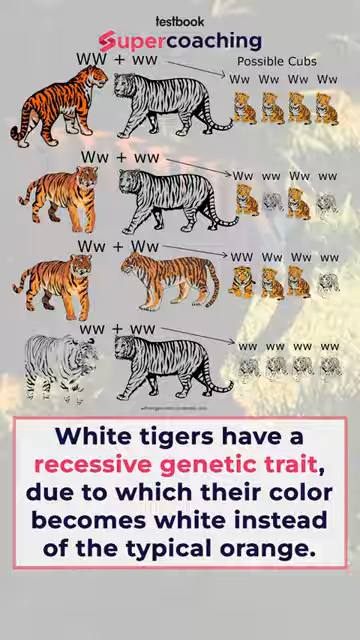 testbook
Supercoaching
WW + ww
Possible Cubs
Ww Ww Ww Ww
Ww + ww
Ww ww Ww ww
Ww + Ww
WW Ww Ww ww
ww + ww
ww ww ww ww
White tigers have a
recessive genetic trait,
due to which their color
becomes white instead
of the typical orange.